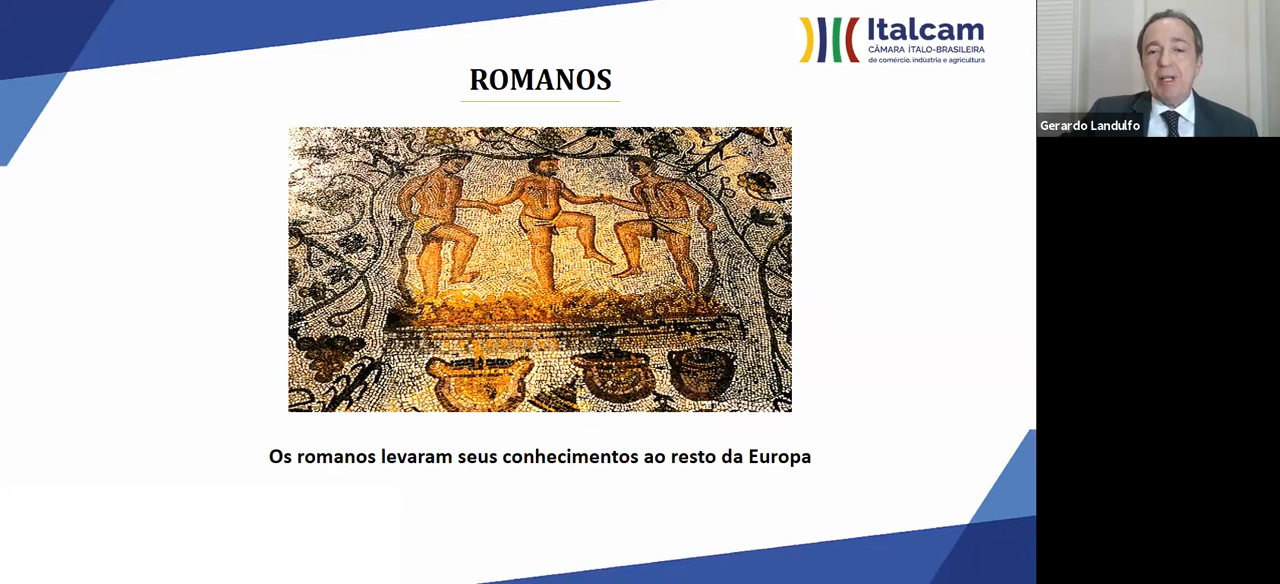 Italcam
CÂMARA ÍTALO-BRASILEIRA
de comércio, indústria e agricultura
ROMANOS
Gerardo Landulfo
Os romanos levaram seus conhecimentos ao resto da Europa